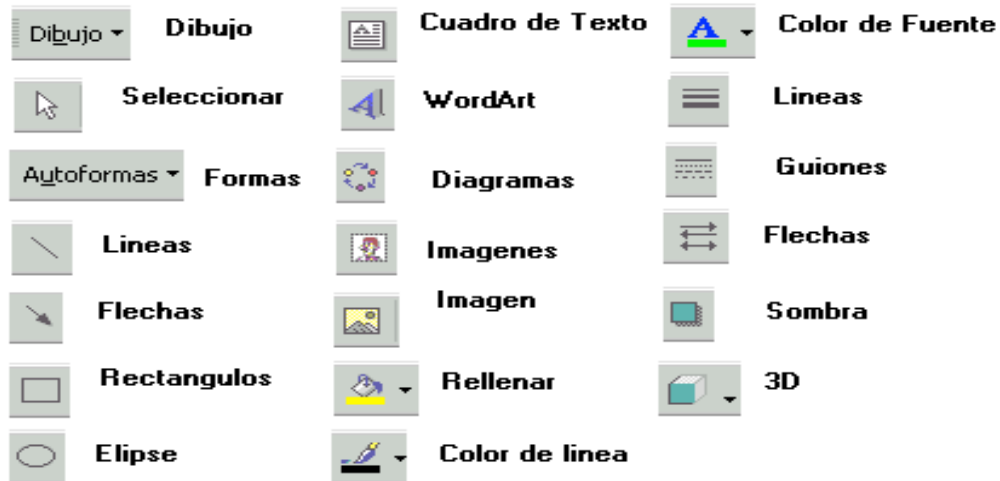 Dibujo Dibujo
Seleccionar
Autoformas Formas
Lineas
Flechas
Rectangulos
Elipse
Cuadro de Texto
WordArt
Diagramas
Imagenes
Imagen
Rellenar
Color de linea
A Color de Fuente
Lineas
Guiones
Flechas
Sombra
3D